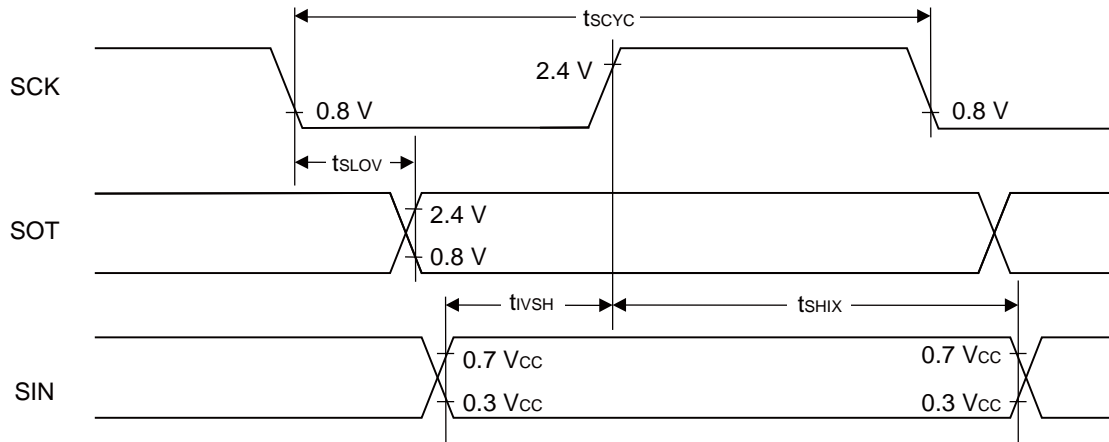 tSCYC
SCK
2.4 V
0.8 V
0.8 V
tSLOV
SOT
2.4 V
0.8 V
tIVSH
tSHIX
SIN
0.7 VCC
0.7 VCC
0.3 VCC
0.3 VCC